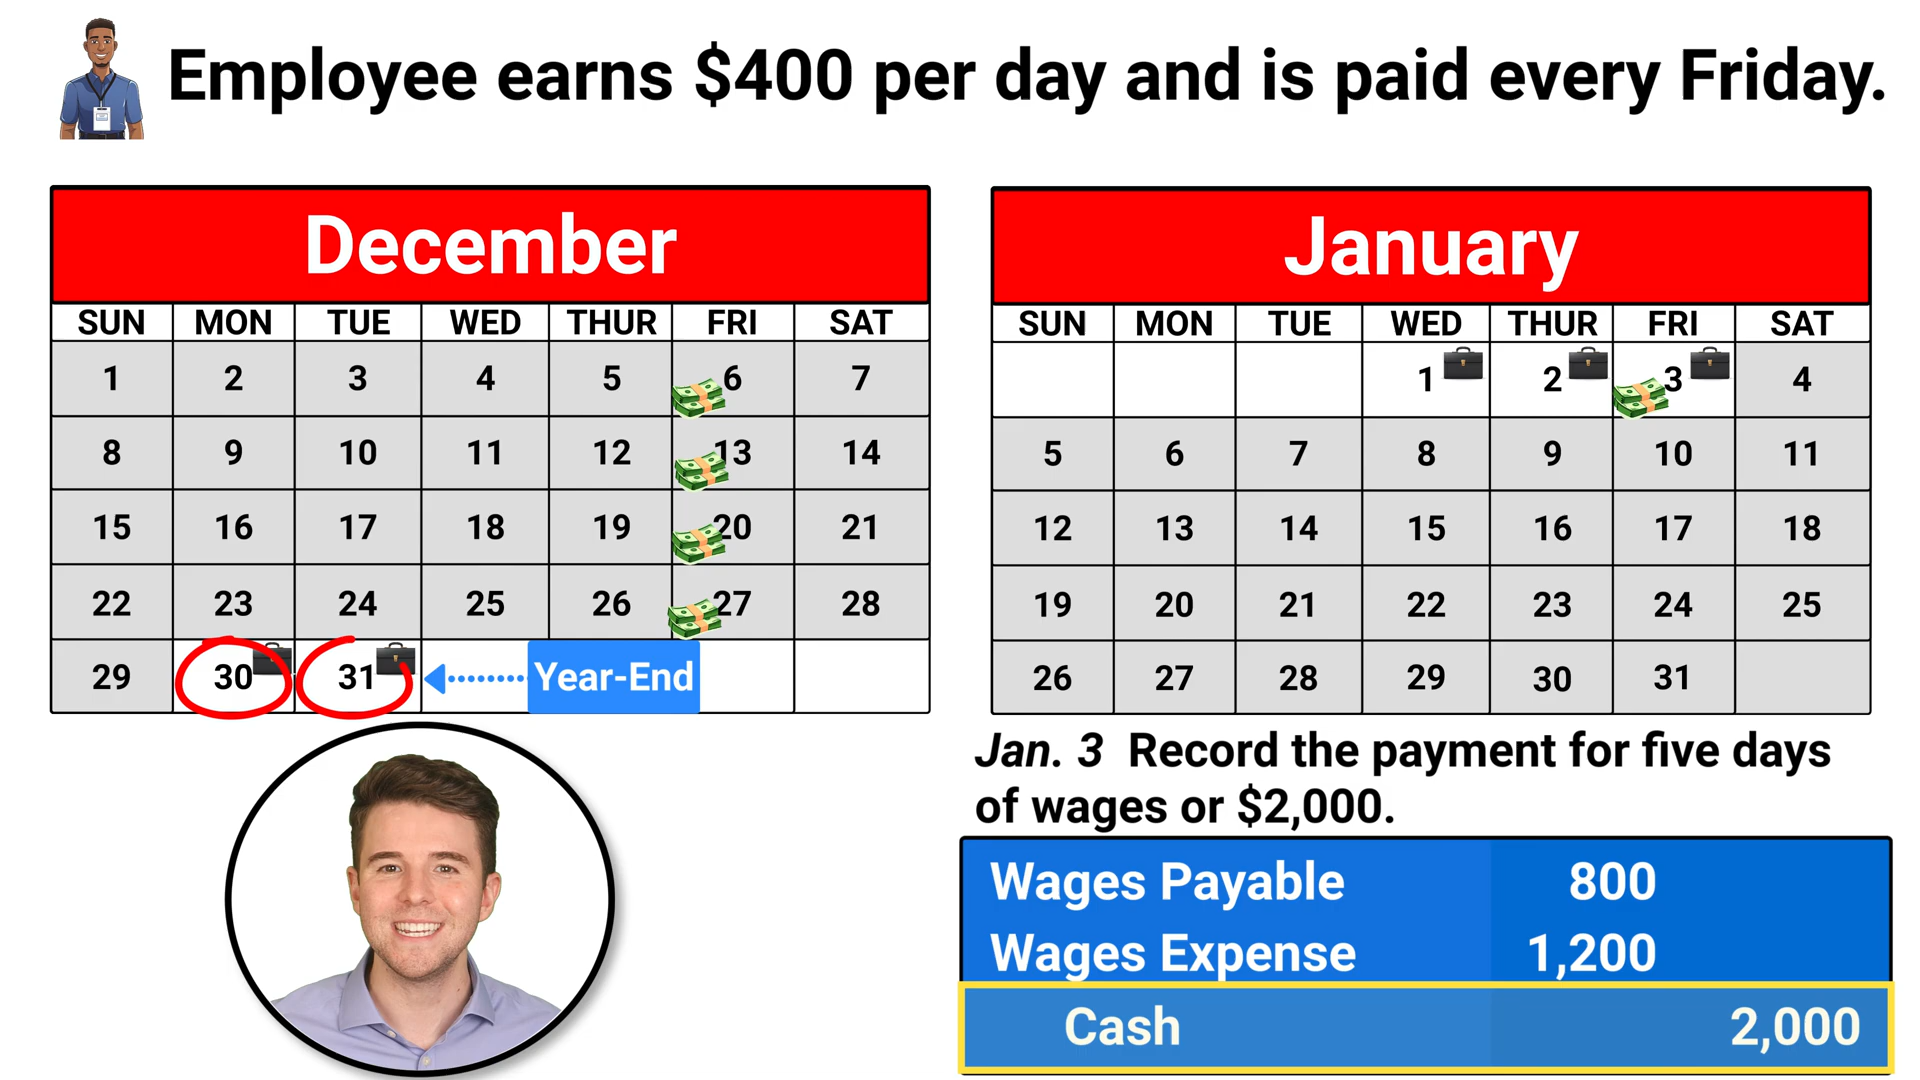 Employee earns $400 per day and is paid every Friday.
December
SUN MON TUE WED THUR FRI SAT
1 2 3 4 5 6 7
8 9 10 11 12 13 14
15 16 17 18 19 20 21
22 23 24 25 26 27 28
29 30 31 Year-End
January
SUN MON TUE WED THUR FRI SAT
1 2 3 4
5 6 7 8 9 10 11
12 13 14 15 16 17 18
19 20 21 22 23 24 25
26 27 28 29 30 31
Jan. 3 Record the payment for five days
of wages or $2,000.
Wages Payable 800
Wages Expense 1,200
Cash 2,000